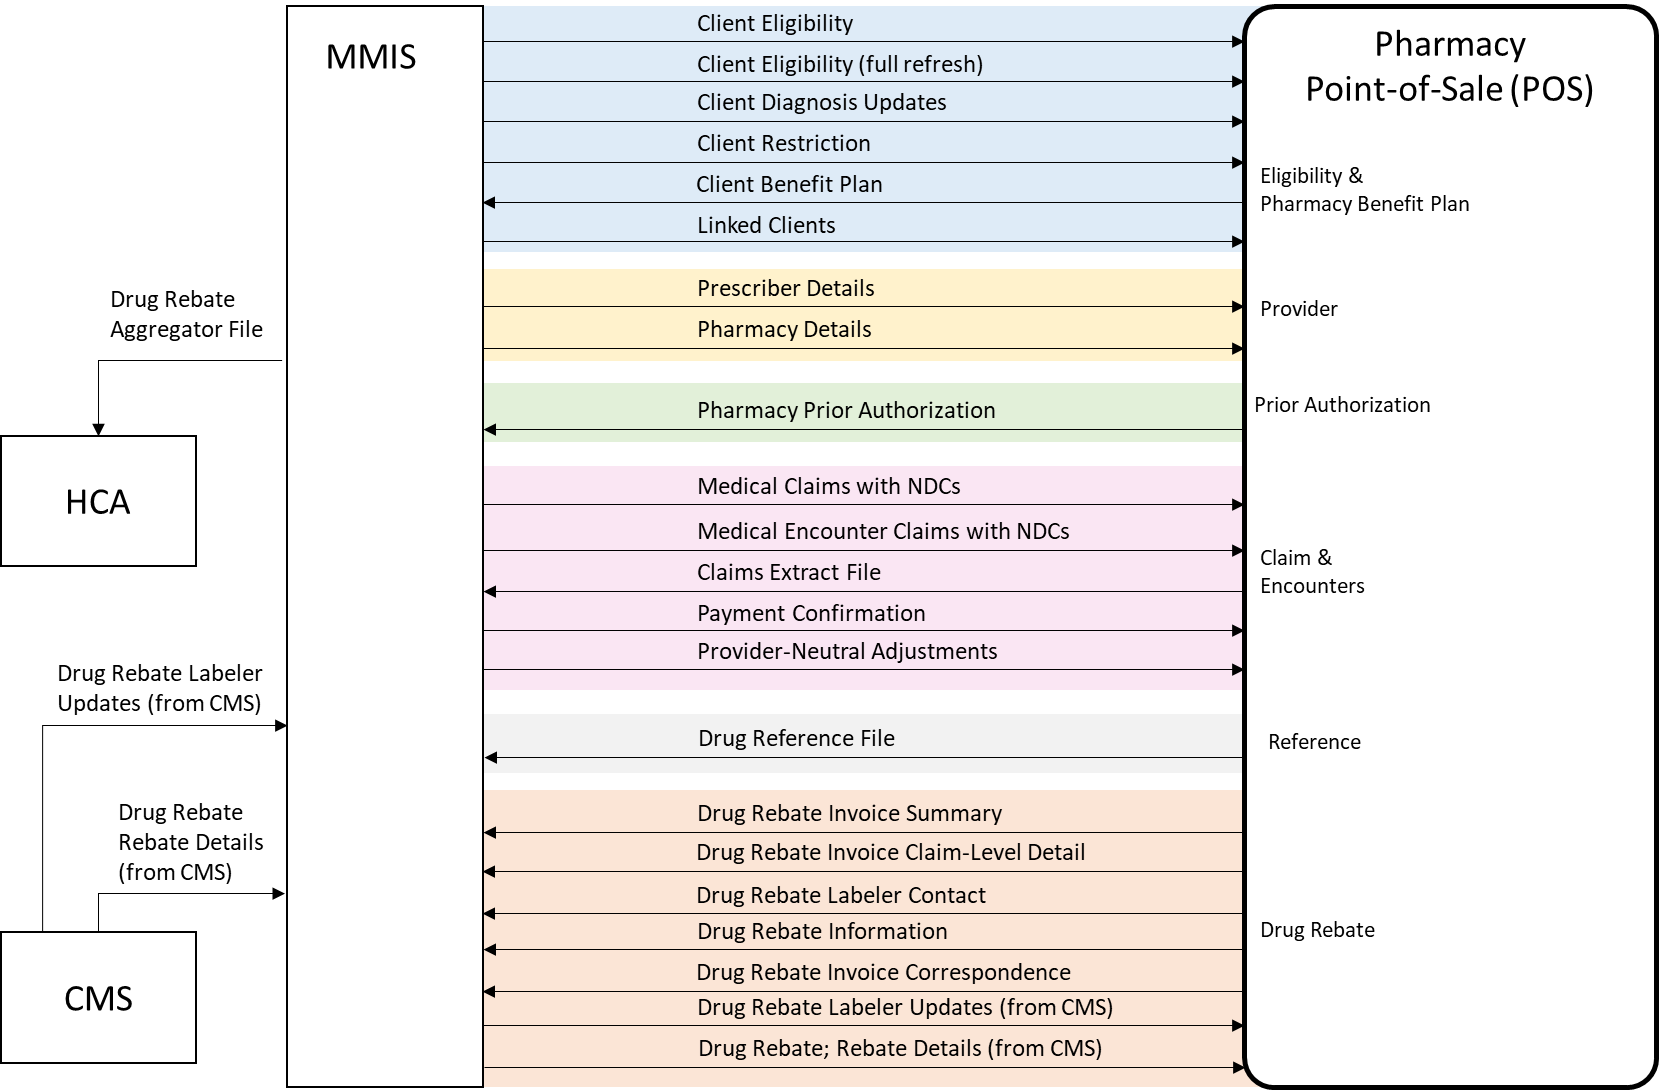 MMIS
Pharmacy
Point-of-Sale (POS)
Client Eligibility
Client Eligibility (full refresh)
Client Diagnosis Updates
Client Restriction
Client Benefit Plan
Linked Clients
Eligibility &
Pharmacy Benefit Plan
Prescriber Details
Pharmacy Details
Provider
Drug Rebate
Aggregator File
Pharmacy Prior Authorization
Prior Authorization
HCA
Medical Claims with NDCs
Medical Encounter Claims with NDCs
Claims Extract File
Payment Confirmation
Provider-Neutral Adjustments
Claim &
Encounters
Drug Rebate Labeler
Updates (from CMS)
Drug Reference File
Reference
Drug Rebate
Rebate Details
(from CMS)
Drug Rebate Invoice Summary
Drug Rebate Invoice Claim-Level Detail
Drug Rebate Labeler Contact
Drug Rebate Information
Drug Rebate Invoice Correspondence
Drug Rebate Labeler Updates (from CMS)
Drug Rebate; Rebate Details (from CMS)
Drug Rebate
CMS